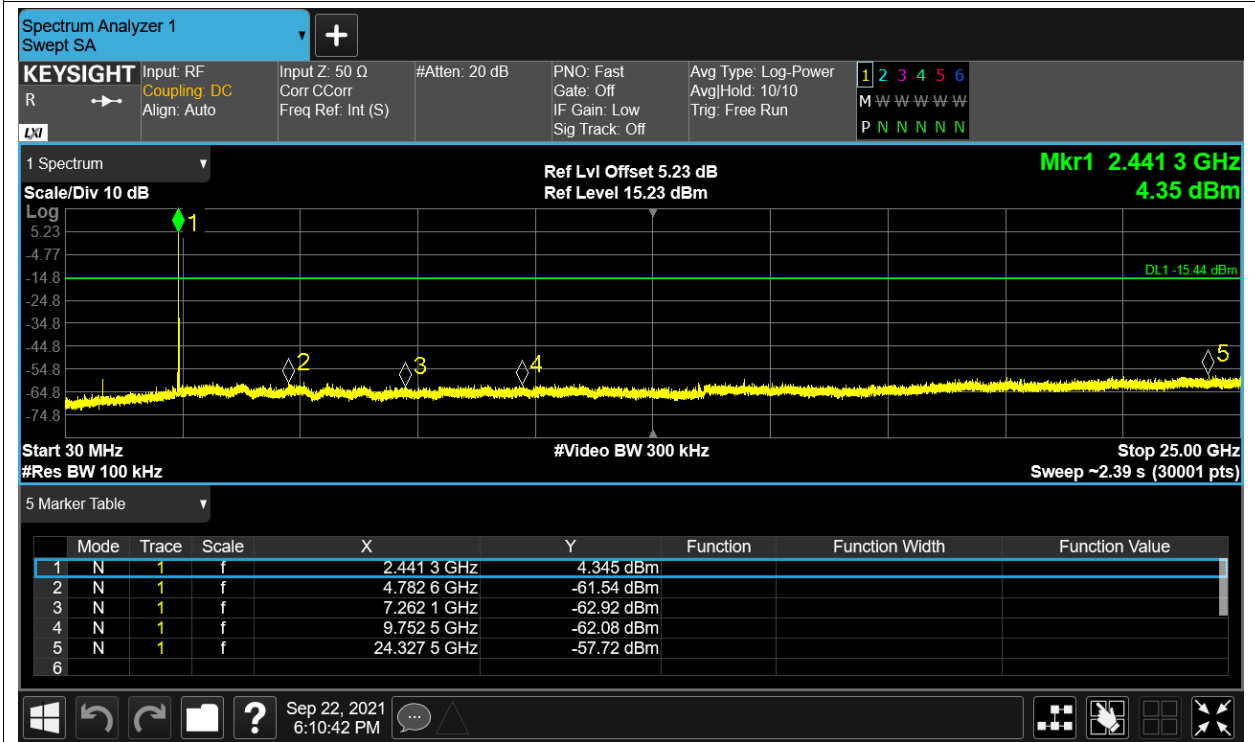 Spectrum Analyzer 1
Swept SA
+
KEYSIGHT Input: RF Input Z: 50 Ω #Atten: 20 dB PNO: Fast Avg Type: Log-Power 1 2 3 4 5 6
R Coupling: DC Corr CCorr Gate: Off Avg|Hold: 10/10 M W W W W W
Align: Auto Freq Ref: Int (S) IF Gain: Low Trig: Free Run
LXI Sig Track: Off P N N N N N
1 Spectrum Ref Lvl Offset 5.23 dB Mkr1 2.441 3 GHz
Scale/Div 10 dB Ref Level 15.23 dBm 4.35 dBm
Log
1
5.23
-4.77
DL1 -15.44 dBm
-14.8
-24.8
-34.8
-44.8
2 3 4 5
-54.8
-64.8
-74.8
Start 30 MHz #Video BW 300 kHz Stop 25.00 GHz
#Res BW 100 kHz Sweep ~2.39 s (30001 pts)
5 Marker Table
Mode Trace Scale X Y Function Function Width Function Value
1 N 1 f 2.441 3 GHz 4.345 dBm
2 N 1 f 4.782 6 GHz -61.54 dBm
3 N 1 f 7.262 1 GHz -62.92 dBm
4 N 1 f 9.752 5 GHz -62.08 dBm
5 N 1 f 24.327 5 GHz -57.72 dBm
6
? Sep 22, 2021
6:10:42 PM